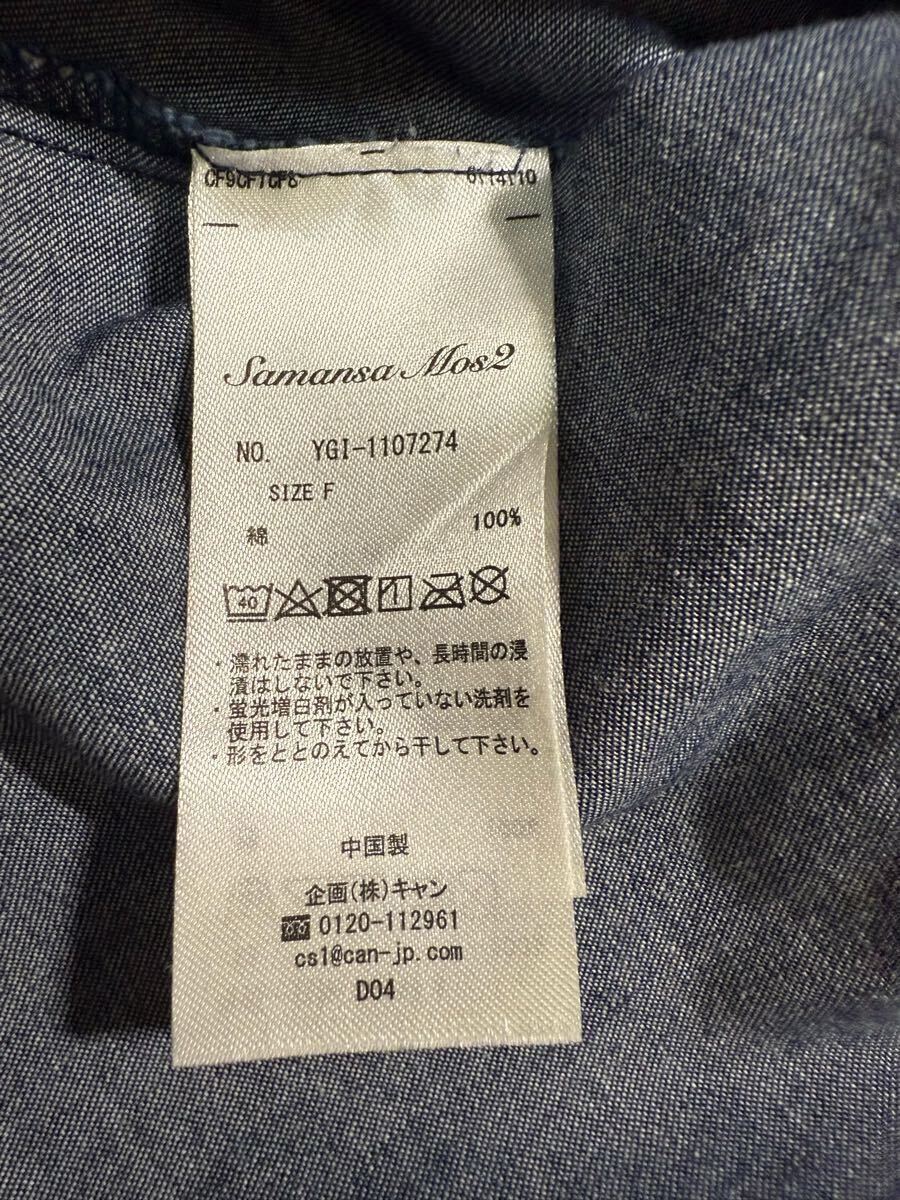 Samansa Mos2
NO. YGI-1107274
SIZE F
綿 100%
40
・濡れたままの放置や、長時間の浸
漬はしないで下さい。
・蛍光増白剤が入っていない洗剤を
使用して下さい。
・形をととのえてから干して下さい。
中国製
企画(株)キャン
0120-112961
cs1@can-jp.com
D04